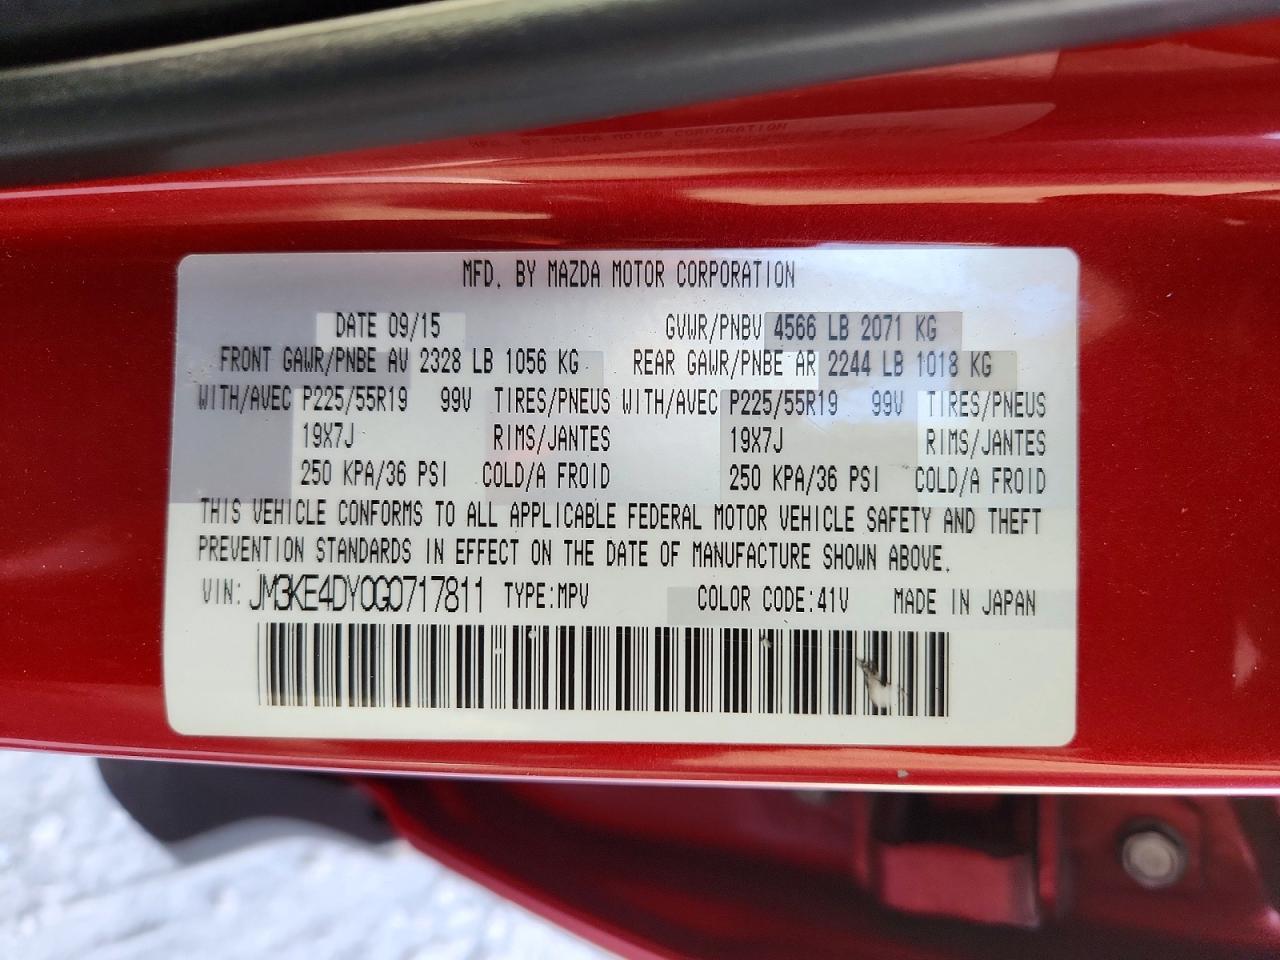 MFD. BY MAZDA MOTOR CORPORATION
DATE 09/15 GVWR/PNBV 4566 LB 2071 KG
FRONT GAWR/PNBE AV 2328 LB 1056 KG REAR GAWR/PNBE AR 2244 LB 1018 KG
WITH/AVEC P225/55R19 99V TIRES/PNEUS WITH/AVEC P225/55R19 99V TIRES/PNEUS
19X7J RIMS/JANTES 19X7J RIMS/JANTES
250 KPA/36 PSI COLD/A FROID 250 KPA/36 PSI COLD/A FROID
THIS VEHICLE CONFORMS TO ALL APPLICABLE FEDERAL MOTOR VEHICLE SAFETY AND THEFT
PREVENTION STANDARDS IN EFFECT ON THE DATE OF MANUFACTURE SHOWN ABOVE.
VIN: JM3KE4DY0G0717811 TYPE:MPV COLOR CODE:41V MADE IN JAPAN